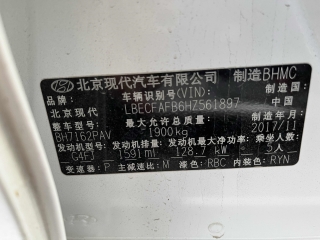 北京现代汽车有限公司 制造BHMC
品牌: 车辆识别号(VIN): 制造国:
北京现代 LBECFAFB6HZ561897 中国
整车型号: 最大允许总质量: 制造年月:
BH7162PAV 1900kg 2017/11
发动机型号: 发动机排量: 发动机最大净功率: 乘坐人数:
G4FJ 1591ml 128.7 kW 5人
变速器: P 主减速比: M 漆色: RBC 内装色: RYN